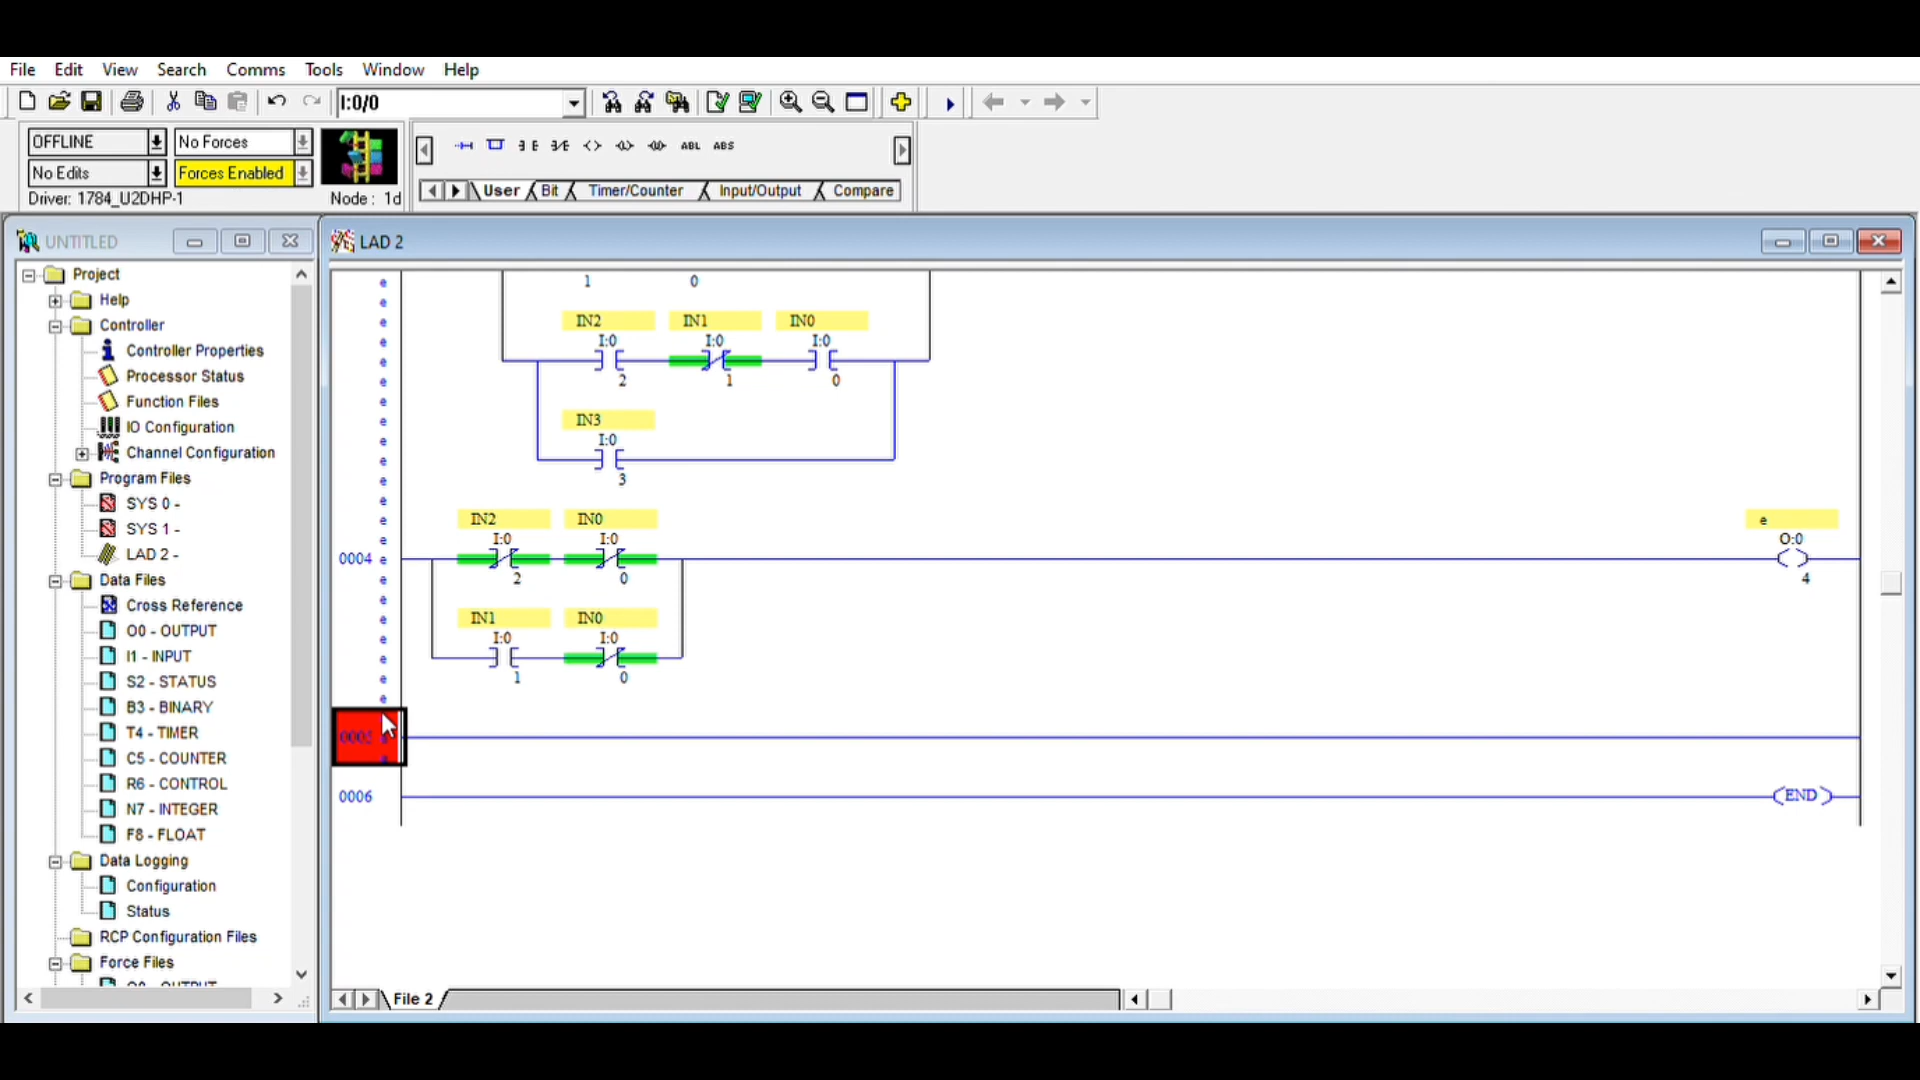 File Edit View Search Comms Tools Window Help
I:0/0
OFFLINE No Forces
No Edits Forces Enabled
Driver: 1784_U2DHP-1 Node : 1d
ABL ABS
User Bit Timer/Counter Input/Output Compare
UNTITLED
Project
Help
Controller
Controller Properties
Processor Status
Function Files
IO Configuration
Channel Configuration
Program Files
SYS 0 -
SYS 1 -
LAD 2 -
Data Files
Cross Reference
O0 - OUTPUT
I1 - INPUT
S2 - STATUS
B3 - BINARY
T4 - TIMER
C5 - COUNTER
R6 - CONTROL
N7 - INTEGER
F8 - FLOAT
Data Logging
Configuration
Status
RCP Configuration Files
Force Files
LAD 2
1 0
IN2 IN1 IN0
I:0 I:0 I:0
2 1 0
IN3
I:0
3
IN2 IN0 e
I:0 I:0 O:0
0004 e
2 0 4
IN1 IN0
I:0 I:0
1 0
0005
0006 END
File 2